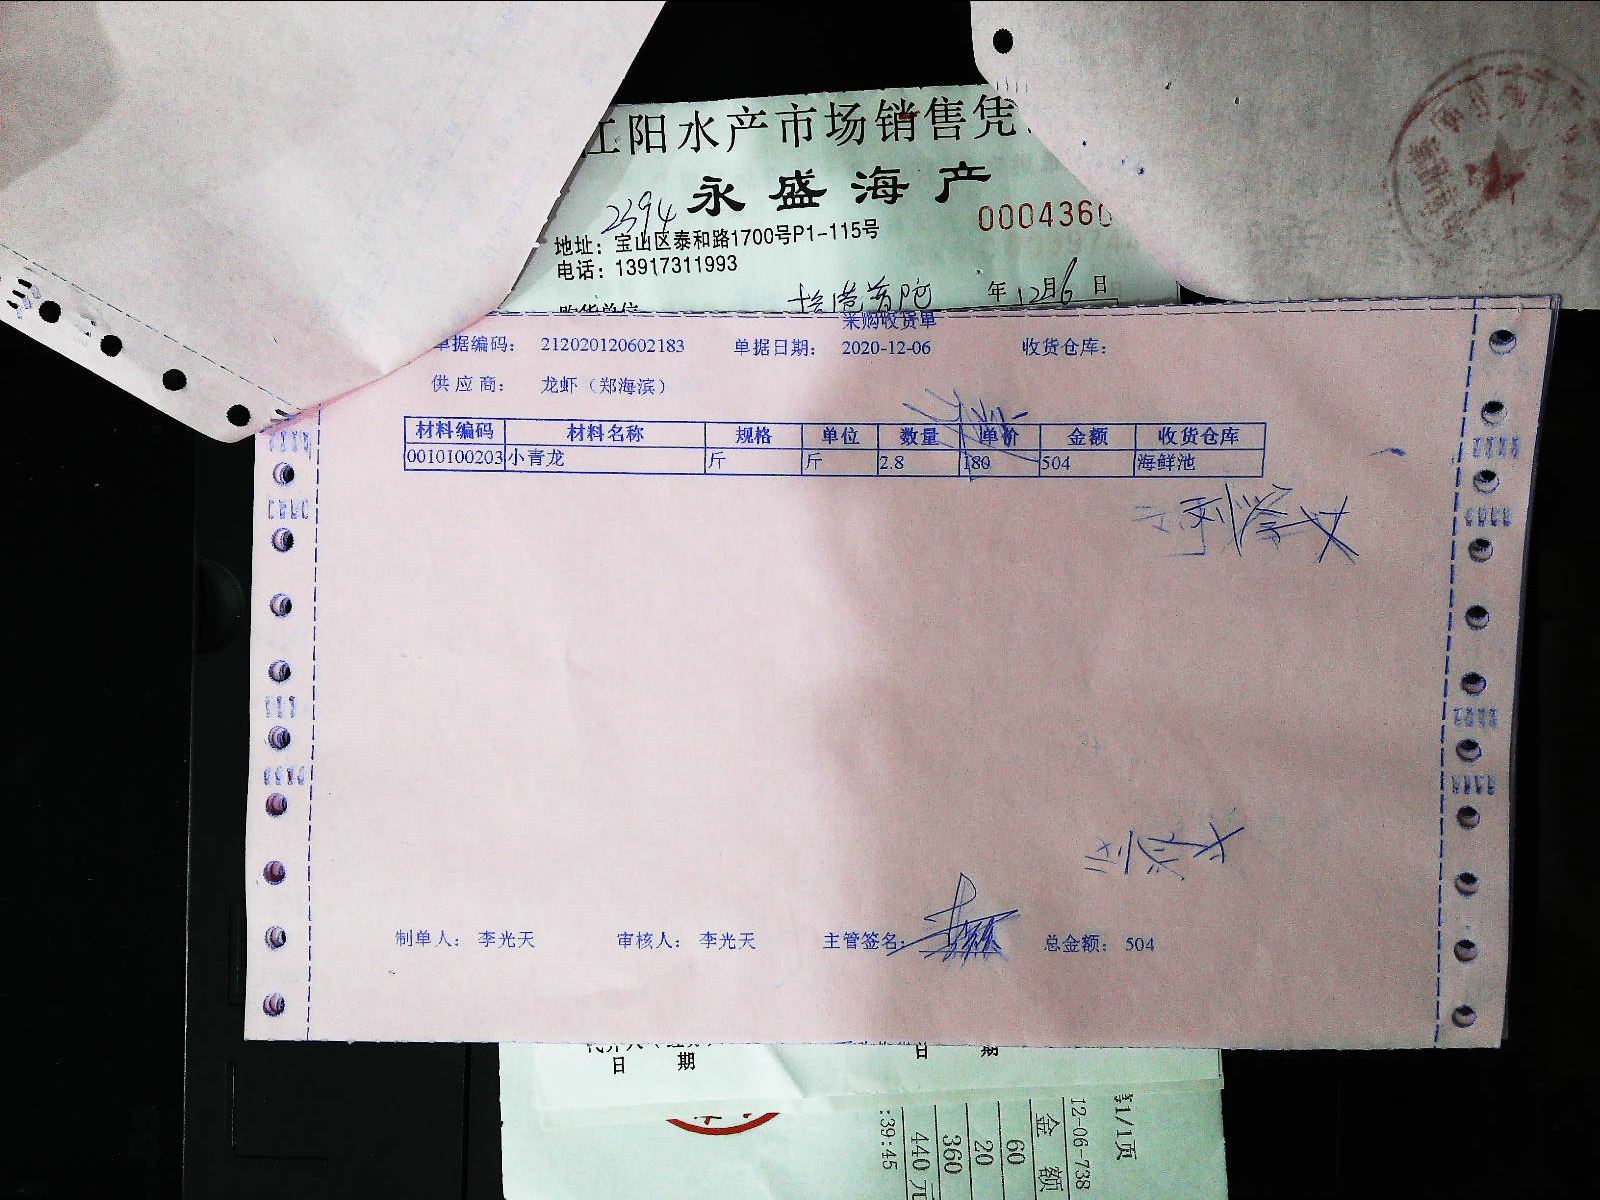 江阳水产市场销售凭
永盛海产
2394
0004360
地址：宝山区泰和路1700号P1-115号
电话：13917311993
年12月6日
采购收货单
单据编码： 212020120602183 单据日期： 2020-12-06 收货仓库：
供应商： 龙虾（郑海滨）
材料编码 材料名称 规格 单位 数量 单价 金额 收货仓库
0010100203 小青龙 斤 斤 2.8 180 504 海鲜池
制单人： 李光天 审核人： 李光天 主管签名： 总金额： 504
日 期 日 期
1/1页
12-06-738
金 额
60
20
360
440 元
:39:45